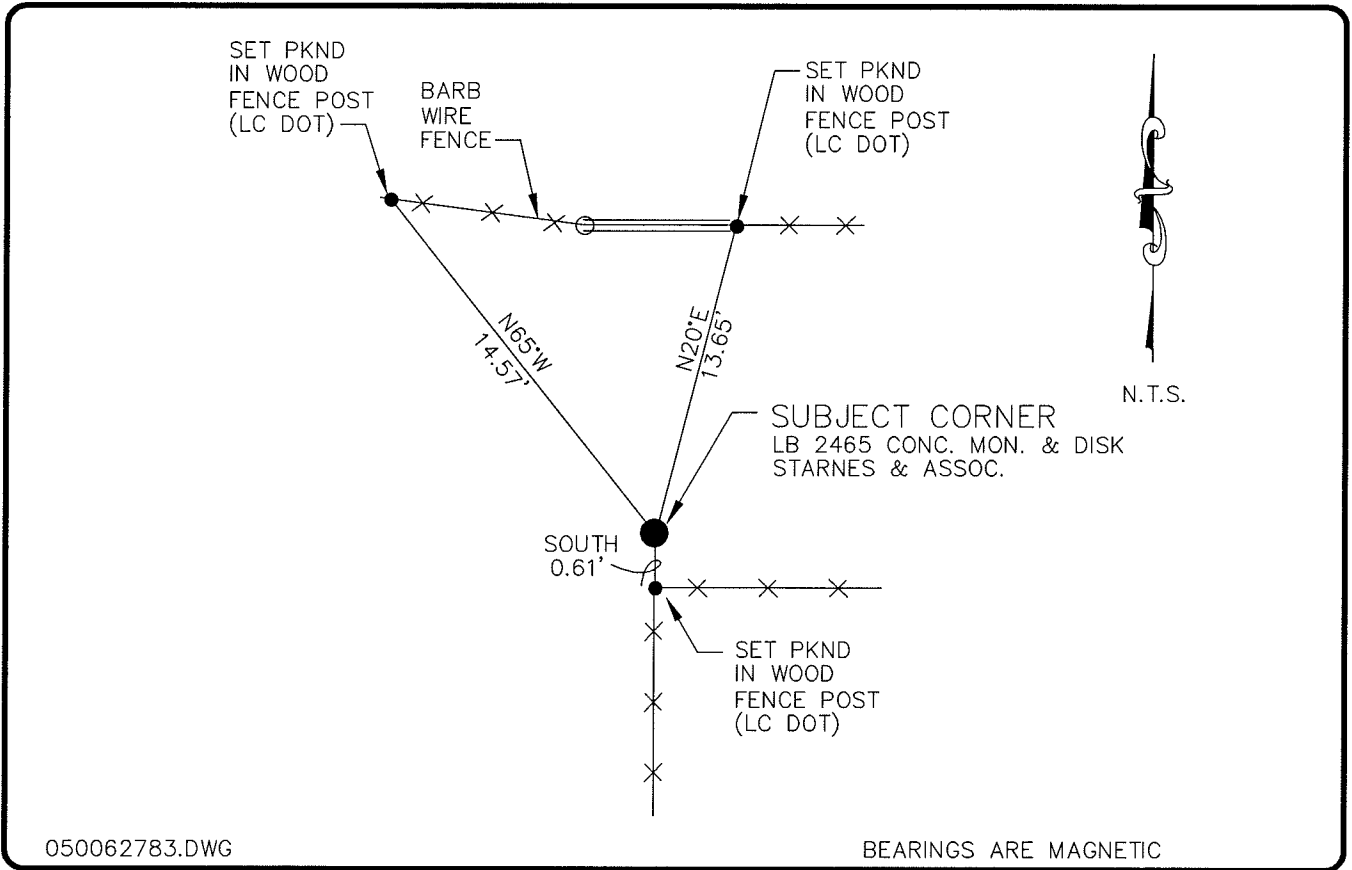 SET PKND
IN WOOD
FENCE POST
(LC DOT)
BARB
WIRE
FENCE
SET PKND
IN WOOD
FENCE POST
(LC DOT)
N65°W
14.57'
N20°E
13.65'
N.T.S.
SUBJECT CORNER
LB 2465 CONC. MON. & DISK
STARNES & ASSOC.
SOUTH
0.61'
SET PKND
IN WOOD
FENCE POST
(LC DOT)
050062783.DWG
BEARINGS ARE MAGNETIC